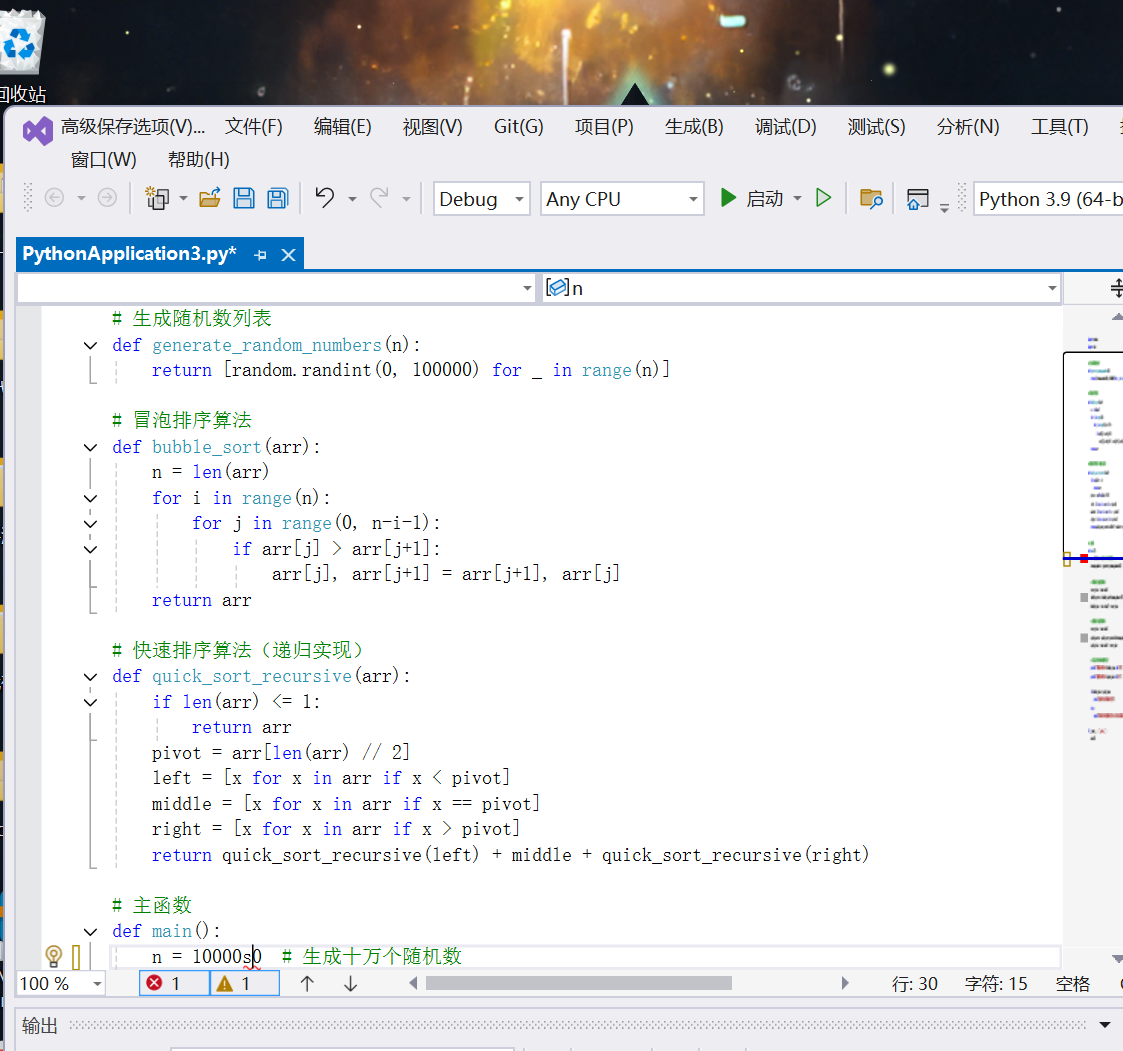 回收站
高级保存选项(V)... 文件(F) 编辑(E) 视图(V) Git(G) 项目(P) 生成(B) 调试(D) 测试(S) 分析(N) 工具(T)
窗口(W) 帮助(H)
Debug Any CPU 启动 Python 3.9 (64-b
PythonApplication3.py*
n
# 生成随机数列表
def generate_random_numbers(n):
return [random.randint(0, 100000) for _ in range(n)]
# 冒泡排序算法
def bubble_sort(arr):
n = len(arr)
for i in range(n):
for j in range(0, n-i-1):
if arr[j] > arr[j+1]:
arr[j], arr[j+1] = arr[j+1], arr[j]
return arr
# 快速排序算法（递归实现）
def quick_sort_recursive(arr):
if len(arr) <= 1:
return arr
pivot = arr[len(arr) // 2]
left = [x for x in arr if x < pivot]
middle = [x for x in arr if x == pivot]
right = [x for x in arr if x > pivot]
return quick_sort_recursive(left) + middle + quick_sort_recursive(right)
# 主函数
def main():
n = 10000s0 # 生成十万个随机数
100 % 1 1 行: 30 字符: 15 空格
输出